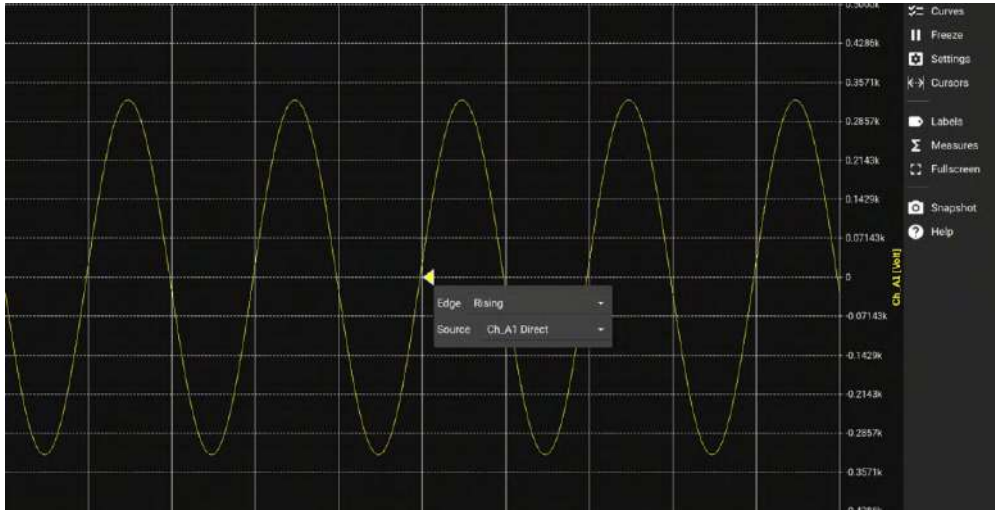 0.5000k
Curves
0.4286k
Freeze
Settings
0.3571k
Cursors
0.2857k
Labels
Measures
0.2143k
Fullscreen
0.1429k
Snapshot
0.07143k
Help
Ch_A1 [Volt]
0
Edge Rising
-0.07143k
Source Ch_A1 Direct
-0.1429k
-0.2143k
-0.2857k
-0.3571k